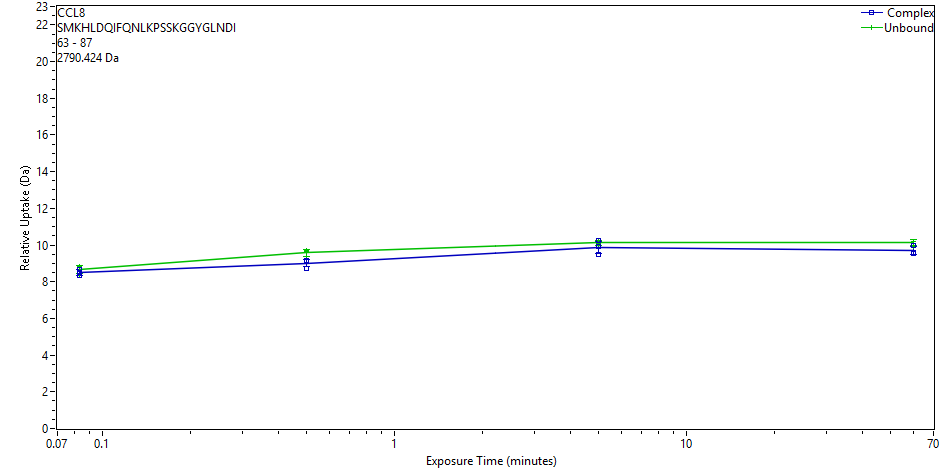 CCL8
SMKHLDQIFQNLKPSSKGGYGLNDI
63 - 87
2790.424 Da
Complex
Unbound
Relative Uptake (Da)
23
22
20
18
16
14
12
10
8
6
4
2
0
0.07 0.1 1 10 70
Exposure Time (minutes)